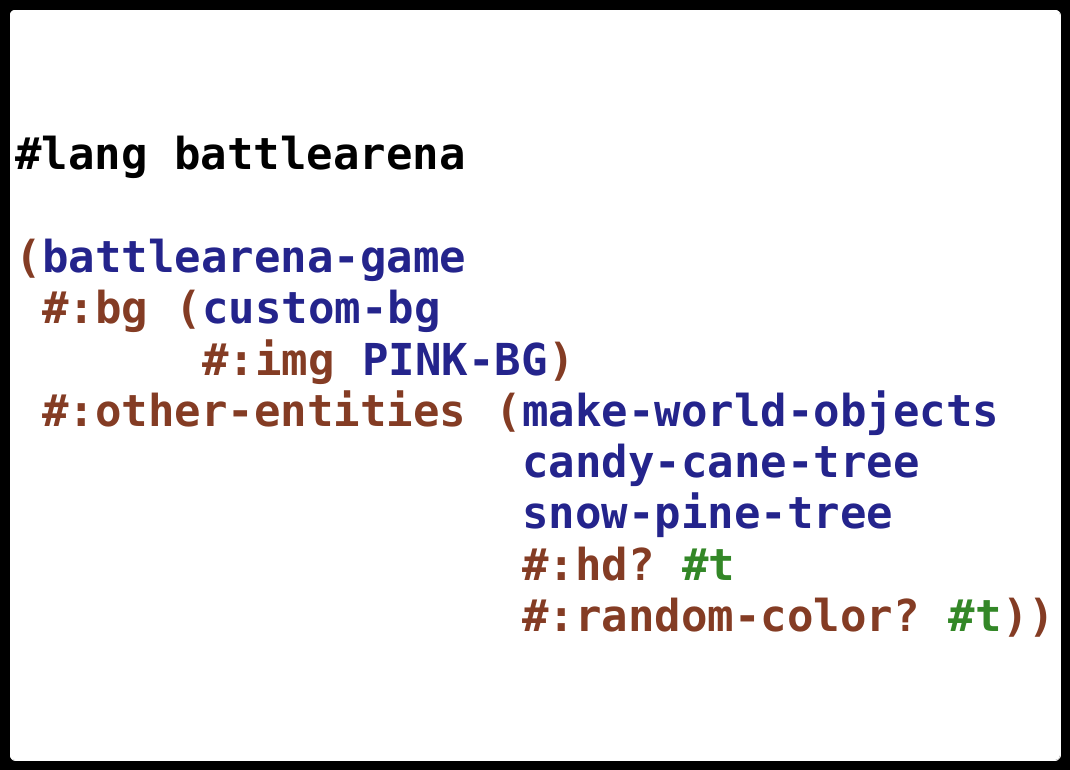 #lang battlearena
(battlearena-game
 #:bg (custom-bg
       #:img PINK-BG)
 #:other-entities (make-world-objects
                   candy-cane-tree
                   snow-pine-tree
                   #:hd? #t
                   #:random-color? #t))